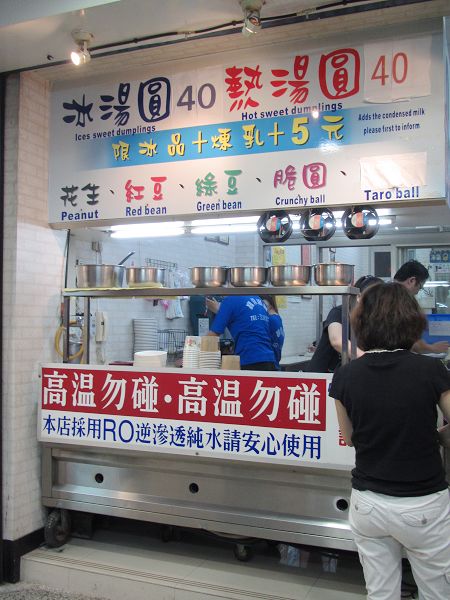 冰湯圓 40 熱湯圓 40
Ices sweet dumplings Hot sweet dumplings
限冰品+煉乳+5元
Adds the condensed milk
please first to inform
花生、紅豆、綠豆、脆圓、
Peanut Red bean Green bean Crunchy ball Taro ball
高温勿碰·高温勿碰
本店採用RO逆滲透純水請安心使用